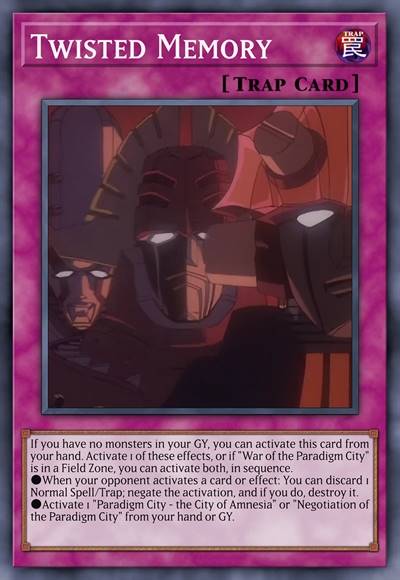 Twisted Memory
TRAP
罠
[Trap Card]
If you have no monsters in your GY, you can activate this card from
your hand. Activate 1 of these effects, or if "War of the Paradigm City"
is in a Field Zone, you can activate both, in sequence.
●When your opponent activates a card or effect: You can discard 1
Normal Spell/Trap; negate the activation, and if you do, destroy it.
●Activate 1 "Paradigm City - the City of Amnesia" or "Negotiation of
the Paradigm City" from your hand or GY.